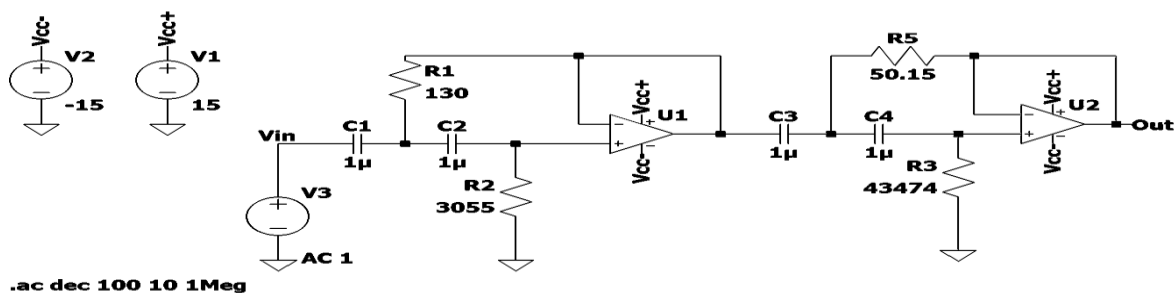 Vcc-
V2
-15
Vcc+
V1
15
R1
130
R5
50.15
Vcc+
U1
Vcc-
Vcc+
U2
Vcc-
Out
Vin
C1
1µ
C2
1µ
C3
1µ
C4
1µ
R2
3055
R3
43474
V3
AC 1
.ac dec 100 10 1Meg